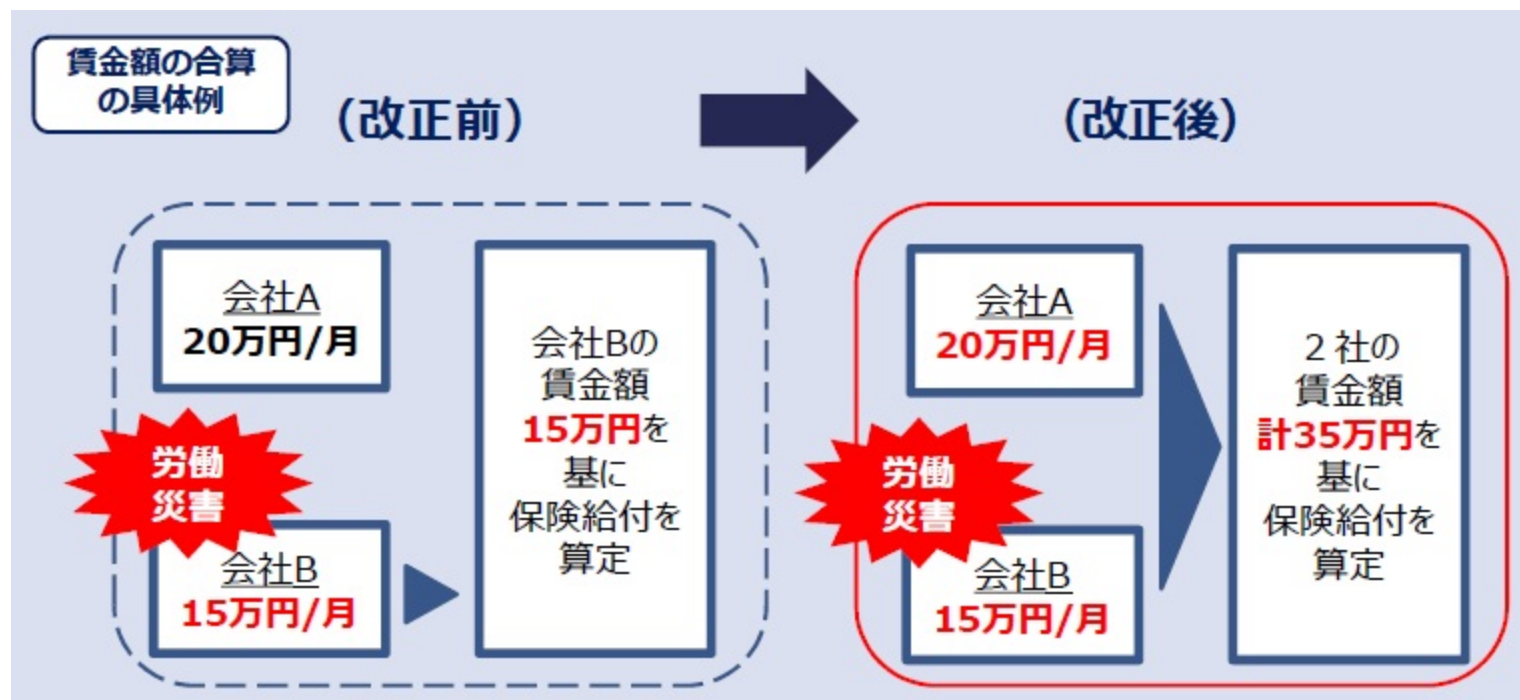 賃金額の合算
の具体例
（改正前）
会社A
20万円/月
労働
災害
会社B
15万円/月
会社Bの
賃金額
15万円を
基に
保険給付を
算定
（改正後）
会社A
20万円/月
労働
災害
会社B
15万円/月
２社の
賃金額
計35万円を
基に
保険給付を
算定